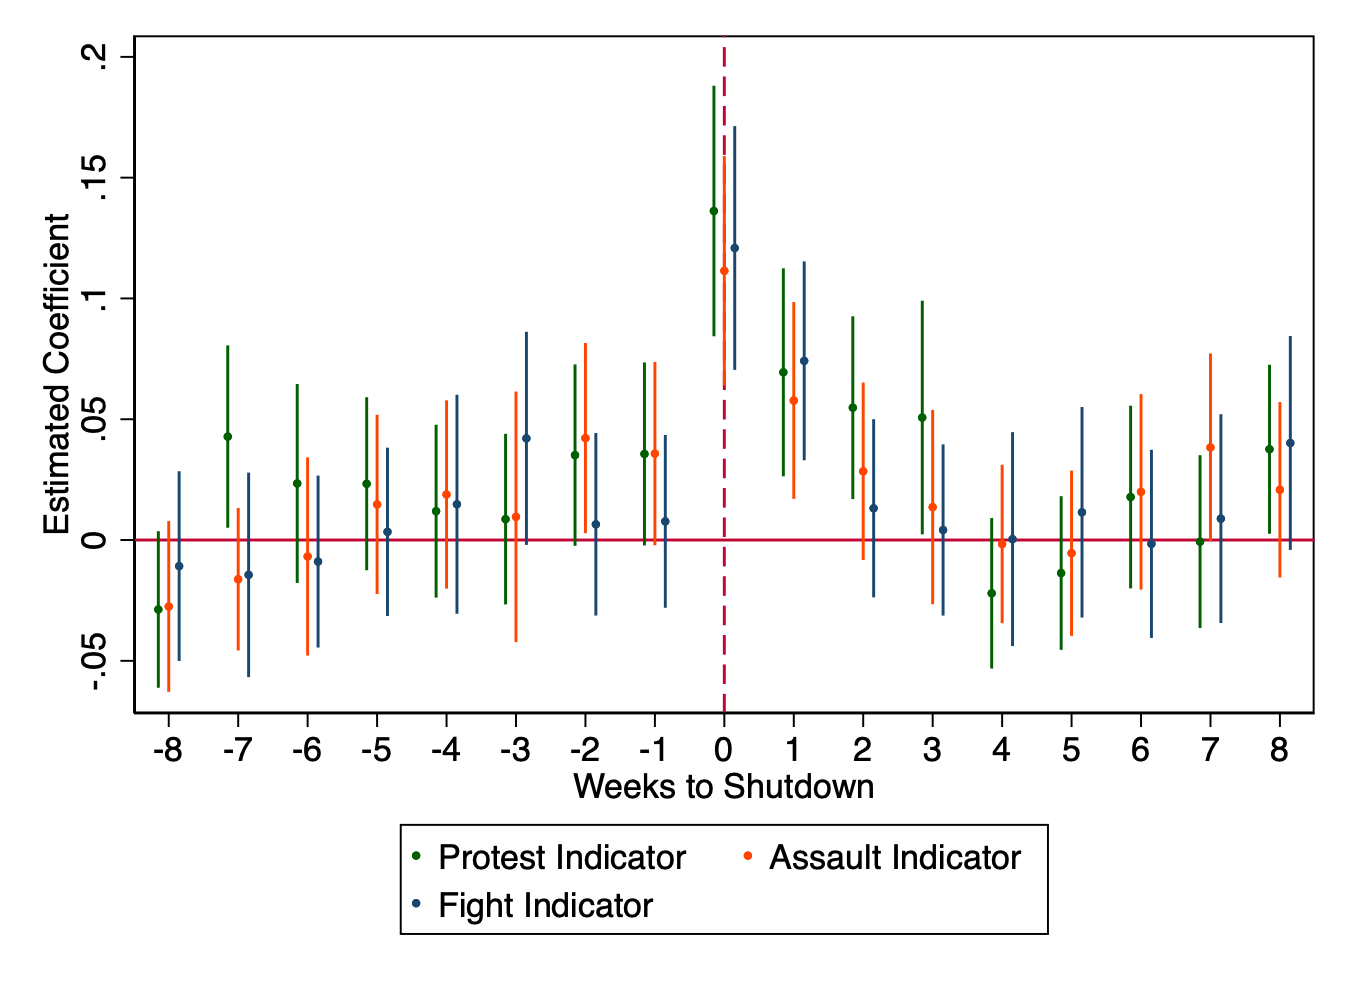 Estimated Coefficient
.2
.15
.1
.05
0
-.05
-8 -7 -6 -5 -4 -3 -2 -1 0 1 2 3 4 5 6 7 8
Weeks to Shutdown
Protest Indicator Assault Indicator
Fight Indicator